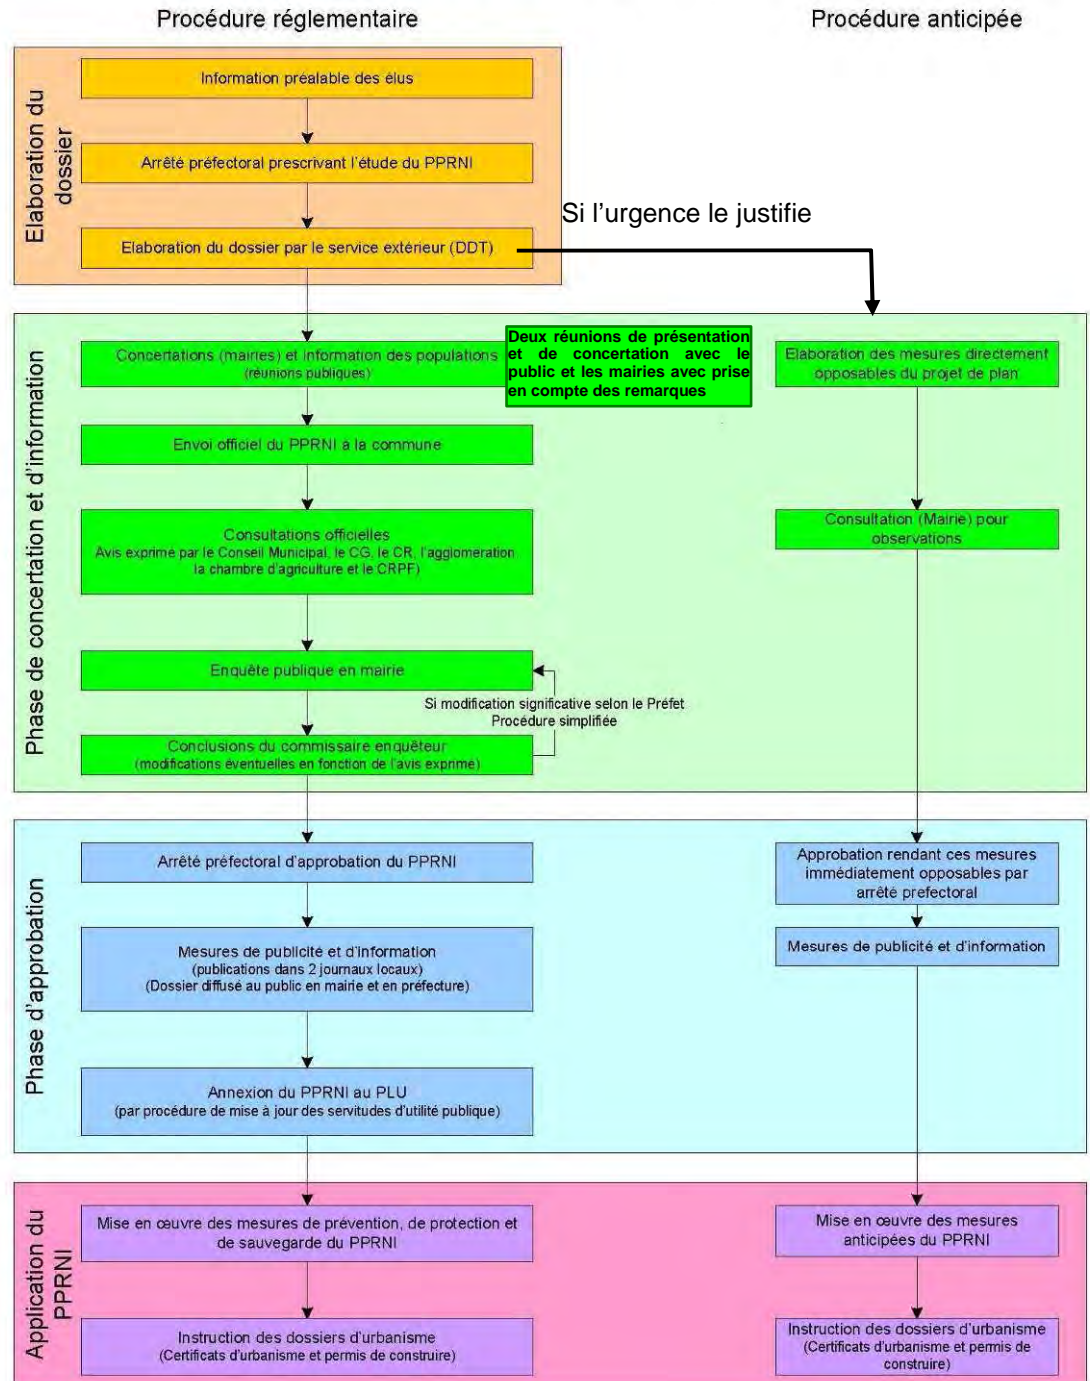 Procédure réglementaire
Procédure anticipée
Elaboration du
dossier
Information préalable des élus
Arrêté préfectoral prescrivant l'étude du PPRNI
Elaboration du dossier par le service extérieur (DDT)
Si l'urgence le justifie
Phase de concertation et d'information
Concertations (mairies) et information des populations
(réunions publiques)
Deux réunions de présentation
et de concertation avec le
public et les mairies avec prise
en compte des remarques
Elaboration des mesures directement
opposables du projet de plan
Envoi officiel du PPRNI à la commune
Consultations officielles
Avis exprimé par le Conseil Municipal, le CG, le CR, l'agglomération
la chambre d'agriculture et le CRPF)
Consultation (Mairie) pour
observations
Enquête publique en mairie
Si modification significative selon le Préfet
Procédure simplifiée
Conclusions du commissaire enquêteur
(modifications éventuelles en fonction de l'avis exprimé)
Phase d'approbation
Arrêté préfectoral d'approbation du PPRNI
Approbation rendant ces mesures
immédiatement opposables par
arrêté prefectoral
Mesures de publicité et d'information
(publications dans 2 journaux locaux)
(Dossier diffusé au public en mairie et en préfecture)
Mesures de publicité et d'information
Annexion du PPRNI au PLU
(par procédure de mise à jour des servitudes d'utilité publique)
Application du
PPRNI
Mise en œuvre des mesures de prévention, de protection et
de sauvegarde du PPRNI
Mise en œuvre des mesures
anticipées du PPRNI
Instruction des dossiers d'urbanisme
(Certificats d'urbanisme et permis de construire)
Instruction des dossiers d'urbanisme
(Certificats d'urbanisme et permis de
construire)